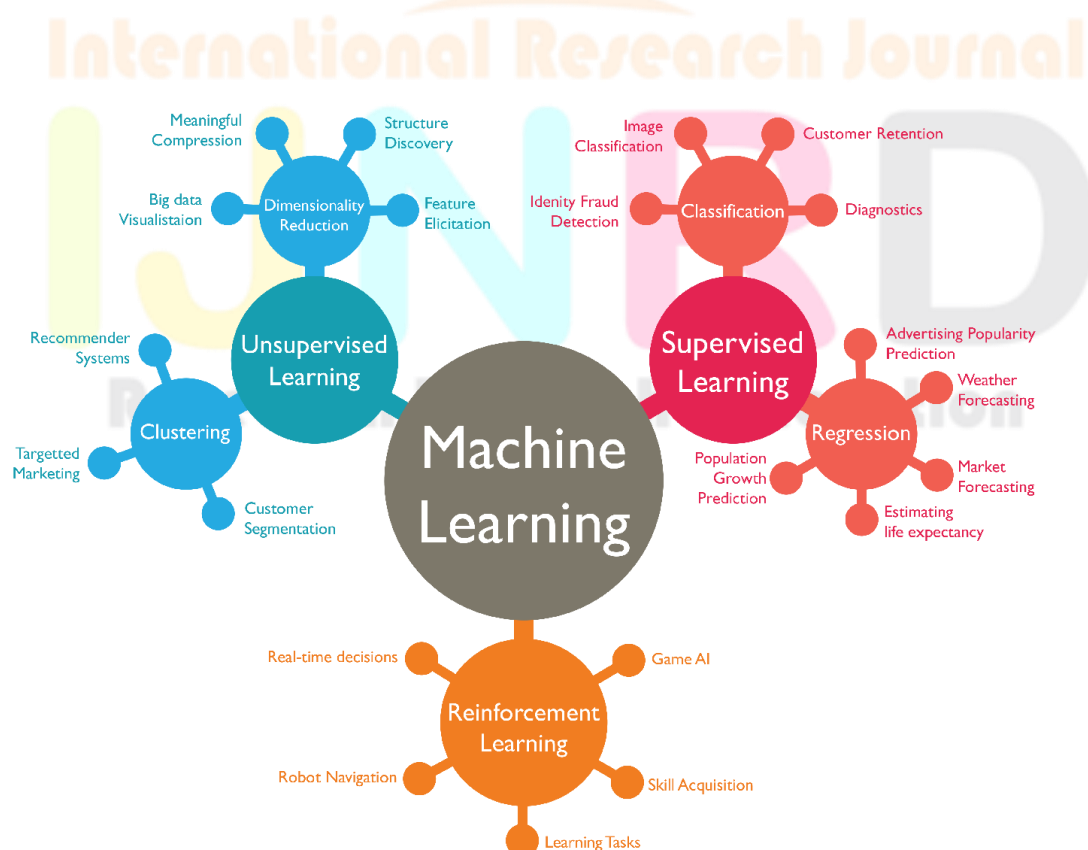 International Research Journal
IJNRD
Meaningful
Compression
Structure
Discovery
Big data
Visualistaion
Dimensionality
Reduction
Feature
Elicitation
Image
Classification
Customer Retention
Idenity Fraud
Detection
Classification
Diagnostics
Unsupervised
Learning
Supervised
Learning
Recommender
Systems
Clustering
Targetted
Marketing
Customer
Segmentation
Machine
Learning
Advertising Popularity
Prediction
Weather
Forecasting
Regression
Population
Growth
Prediction
Market
Forecasting
Estimating
life expectancy
Real-time decisions
Game AI
Reinforcement
Learning
Robot Navigation
Skill Acquisition
Learning Tasks